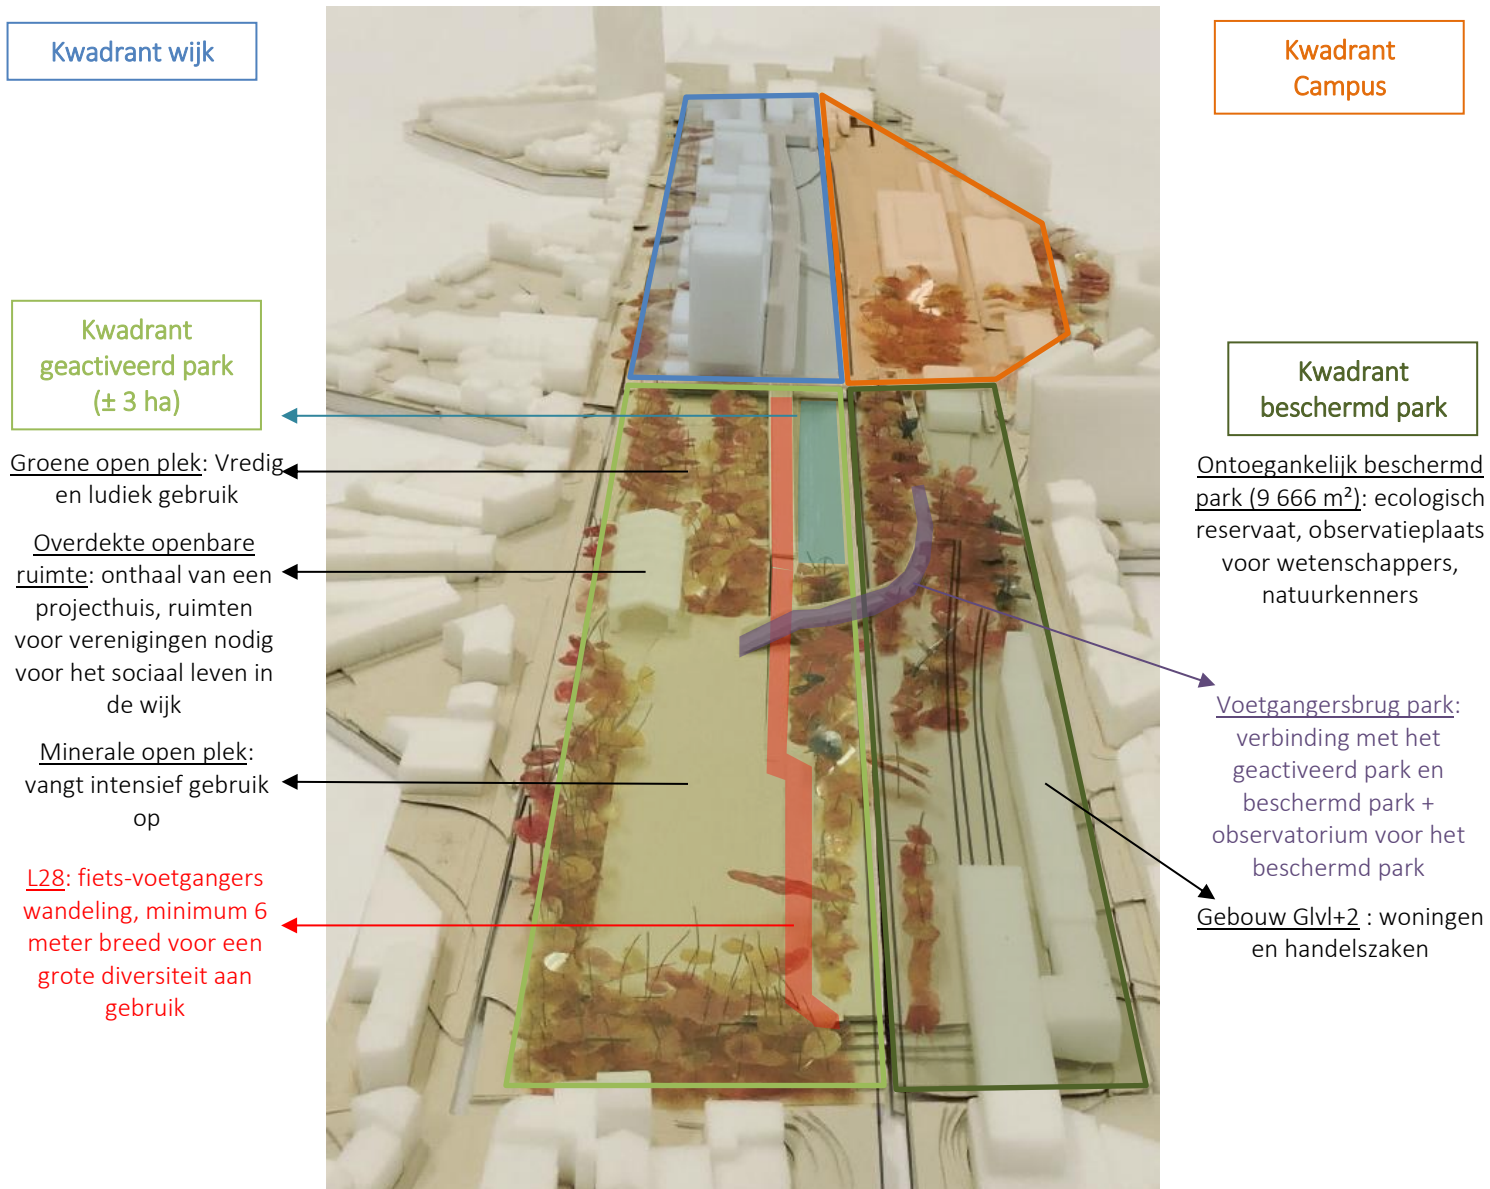 Kwadrant wijk
Kwadrant
Campus
Kwadrant
geactiveerd park
(± 3 ha)
Groene open plek: Vredig
en ludiek gebruik
Overdekte openbare
ruimte: onthaal van een
projecthuis, ruimten
voor verenigingen nodig
voor het sociaal leven in
de wijk
Minerale open plek:
vangt intensief gebruik
op
L28: fiets-voetgangers
wandeling, minimum 6
meter breed voor een
grote diversiteit aan
gebruik
Kwadrant
beschermd park
Ontoegankelijk beschermd
park (9 666 m²): ecologisch
reservaat, observatieplaats
voor wetenschappers,
natuurkenners
Voetgangersbrug park:
verbinding met het
geactiveerd park en
beschermd park +
observatorium voor het
beschermd park
Gebouw Glvl+2 : woningen
en handelszaken